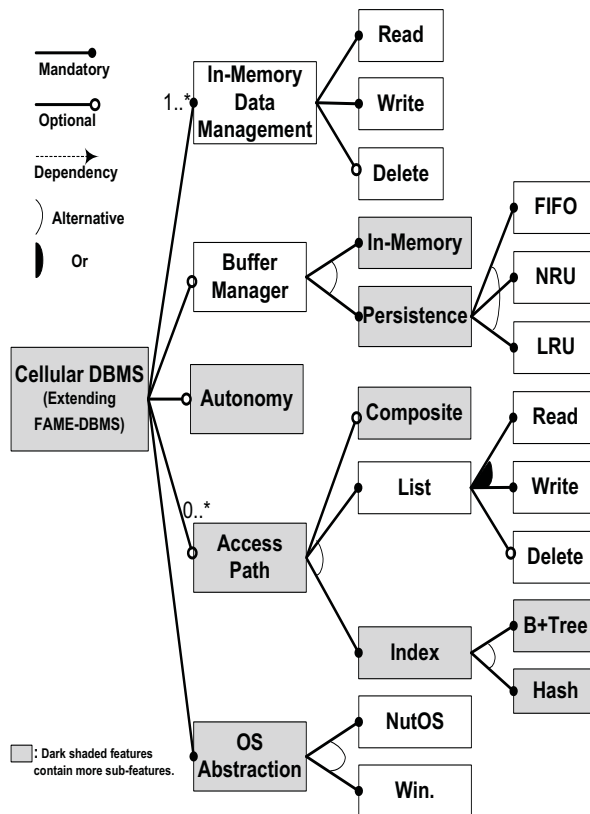 Mandatory
Optional
Dependency
Alternative
Or
1..*
In-Memory
Data
Management
Read
Write
Delete
Buffer
Manager
In-Memory
Persistence
FIFO
NRU
LRU
Cellular DBMS
(Extending
FAME-DBMS)
Autonomy
0..*
Access
Path
Composite
List
Read
Write
Delete
Index
B+Tree
Hash
OS
Abstraction
NutOS
Win.
: Dark shaded features
contain more sub-features.